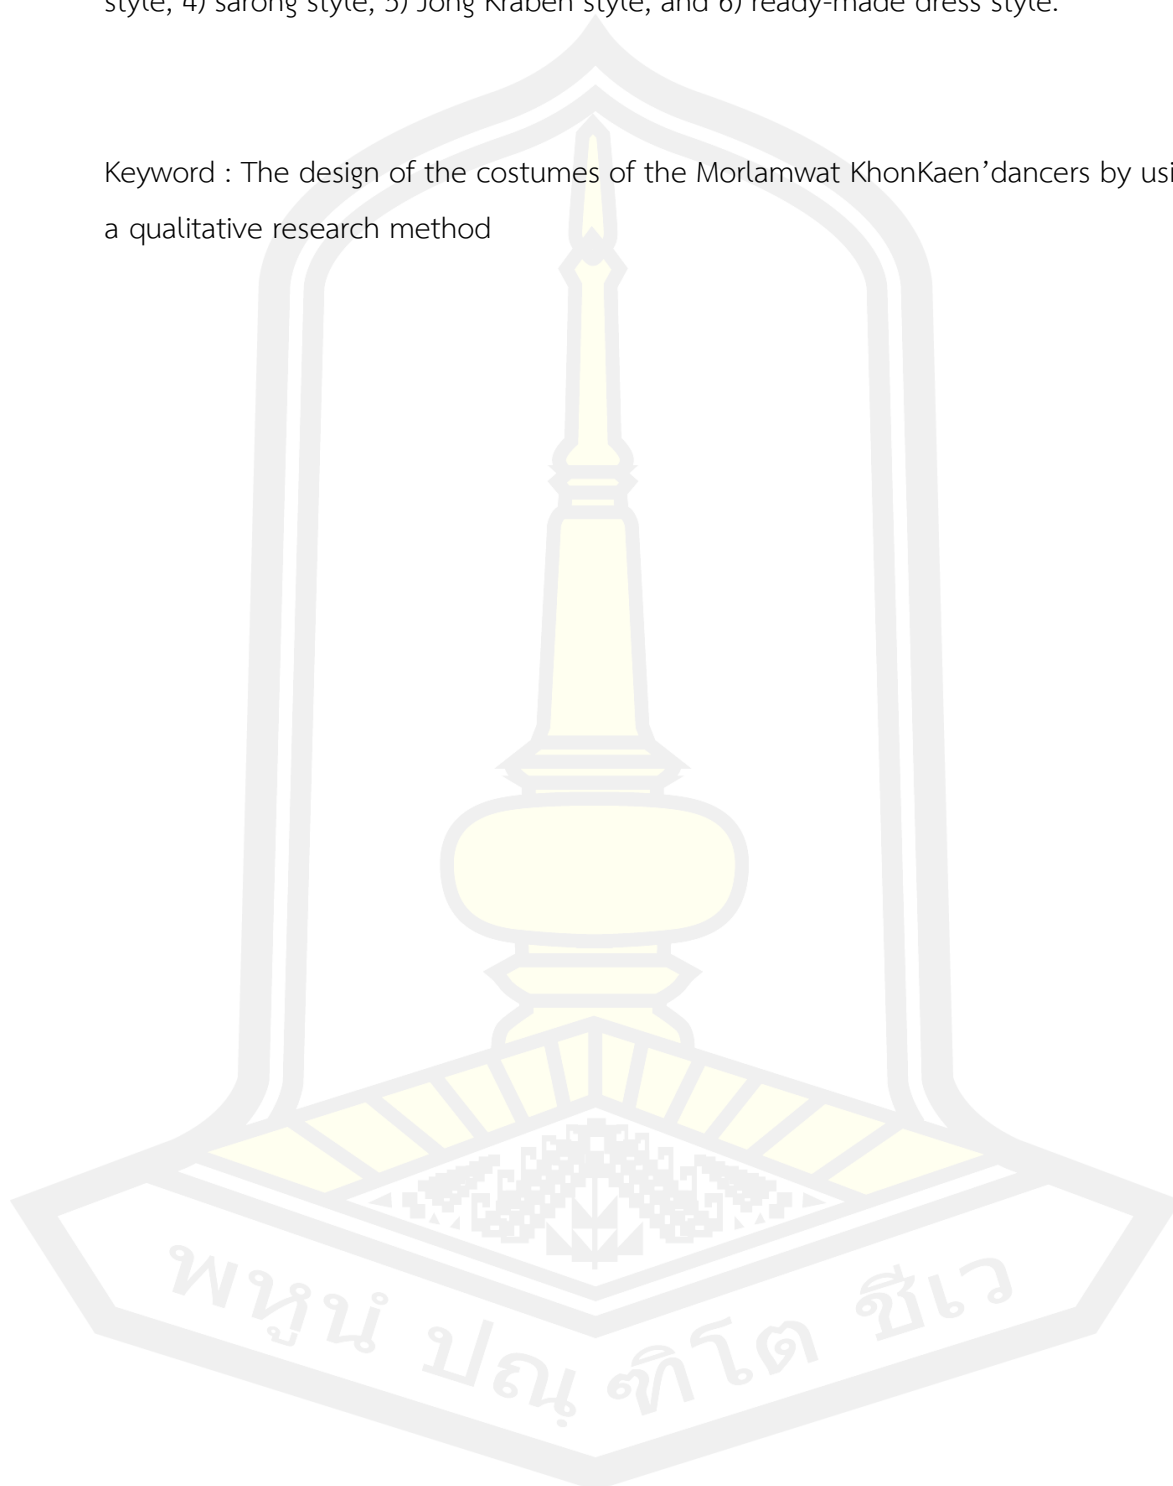 style, 4) sarong style, 5) Jong Kraben style, and 6) ready-made dress style.
Keyword : The design of the costumes of the Morlamwat KhonKaen’dancers by usi
a qualitative research method
พหูนํ ปณฺฑิโต ชีเว